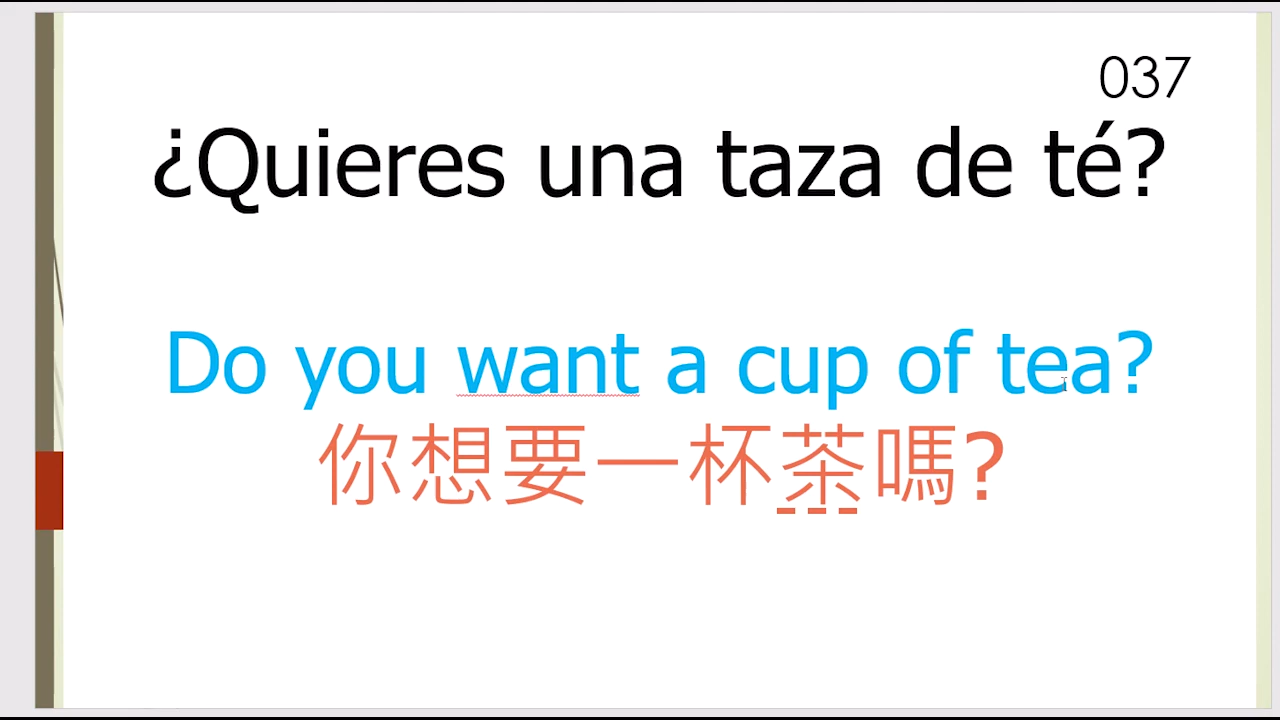 037
¿Quieres una taza de té?
Do you want a cup of tea?
你想要一杯茶嗎?